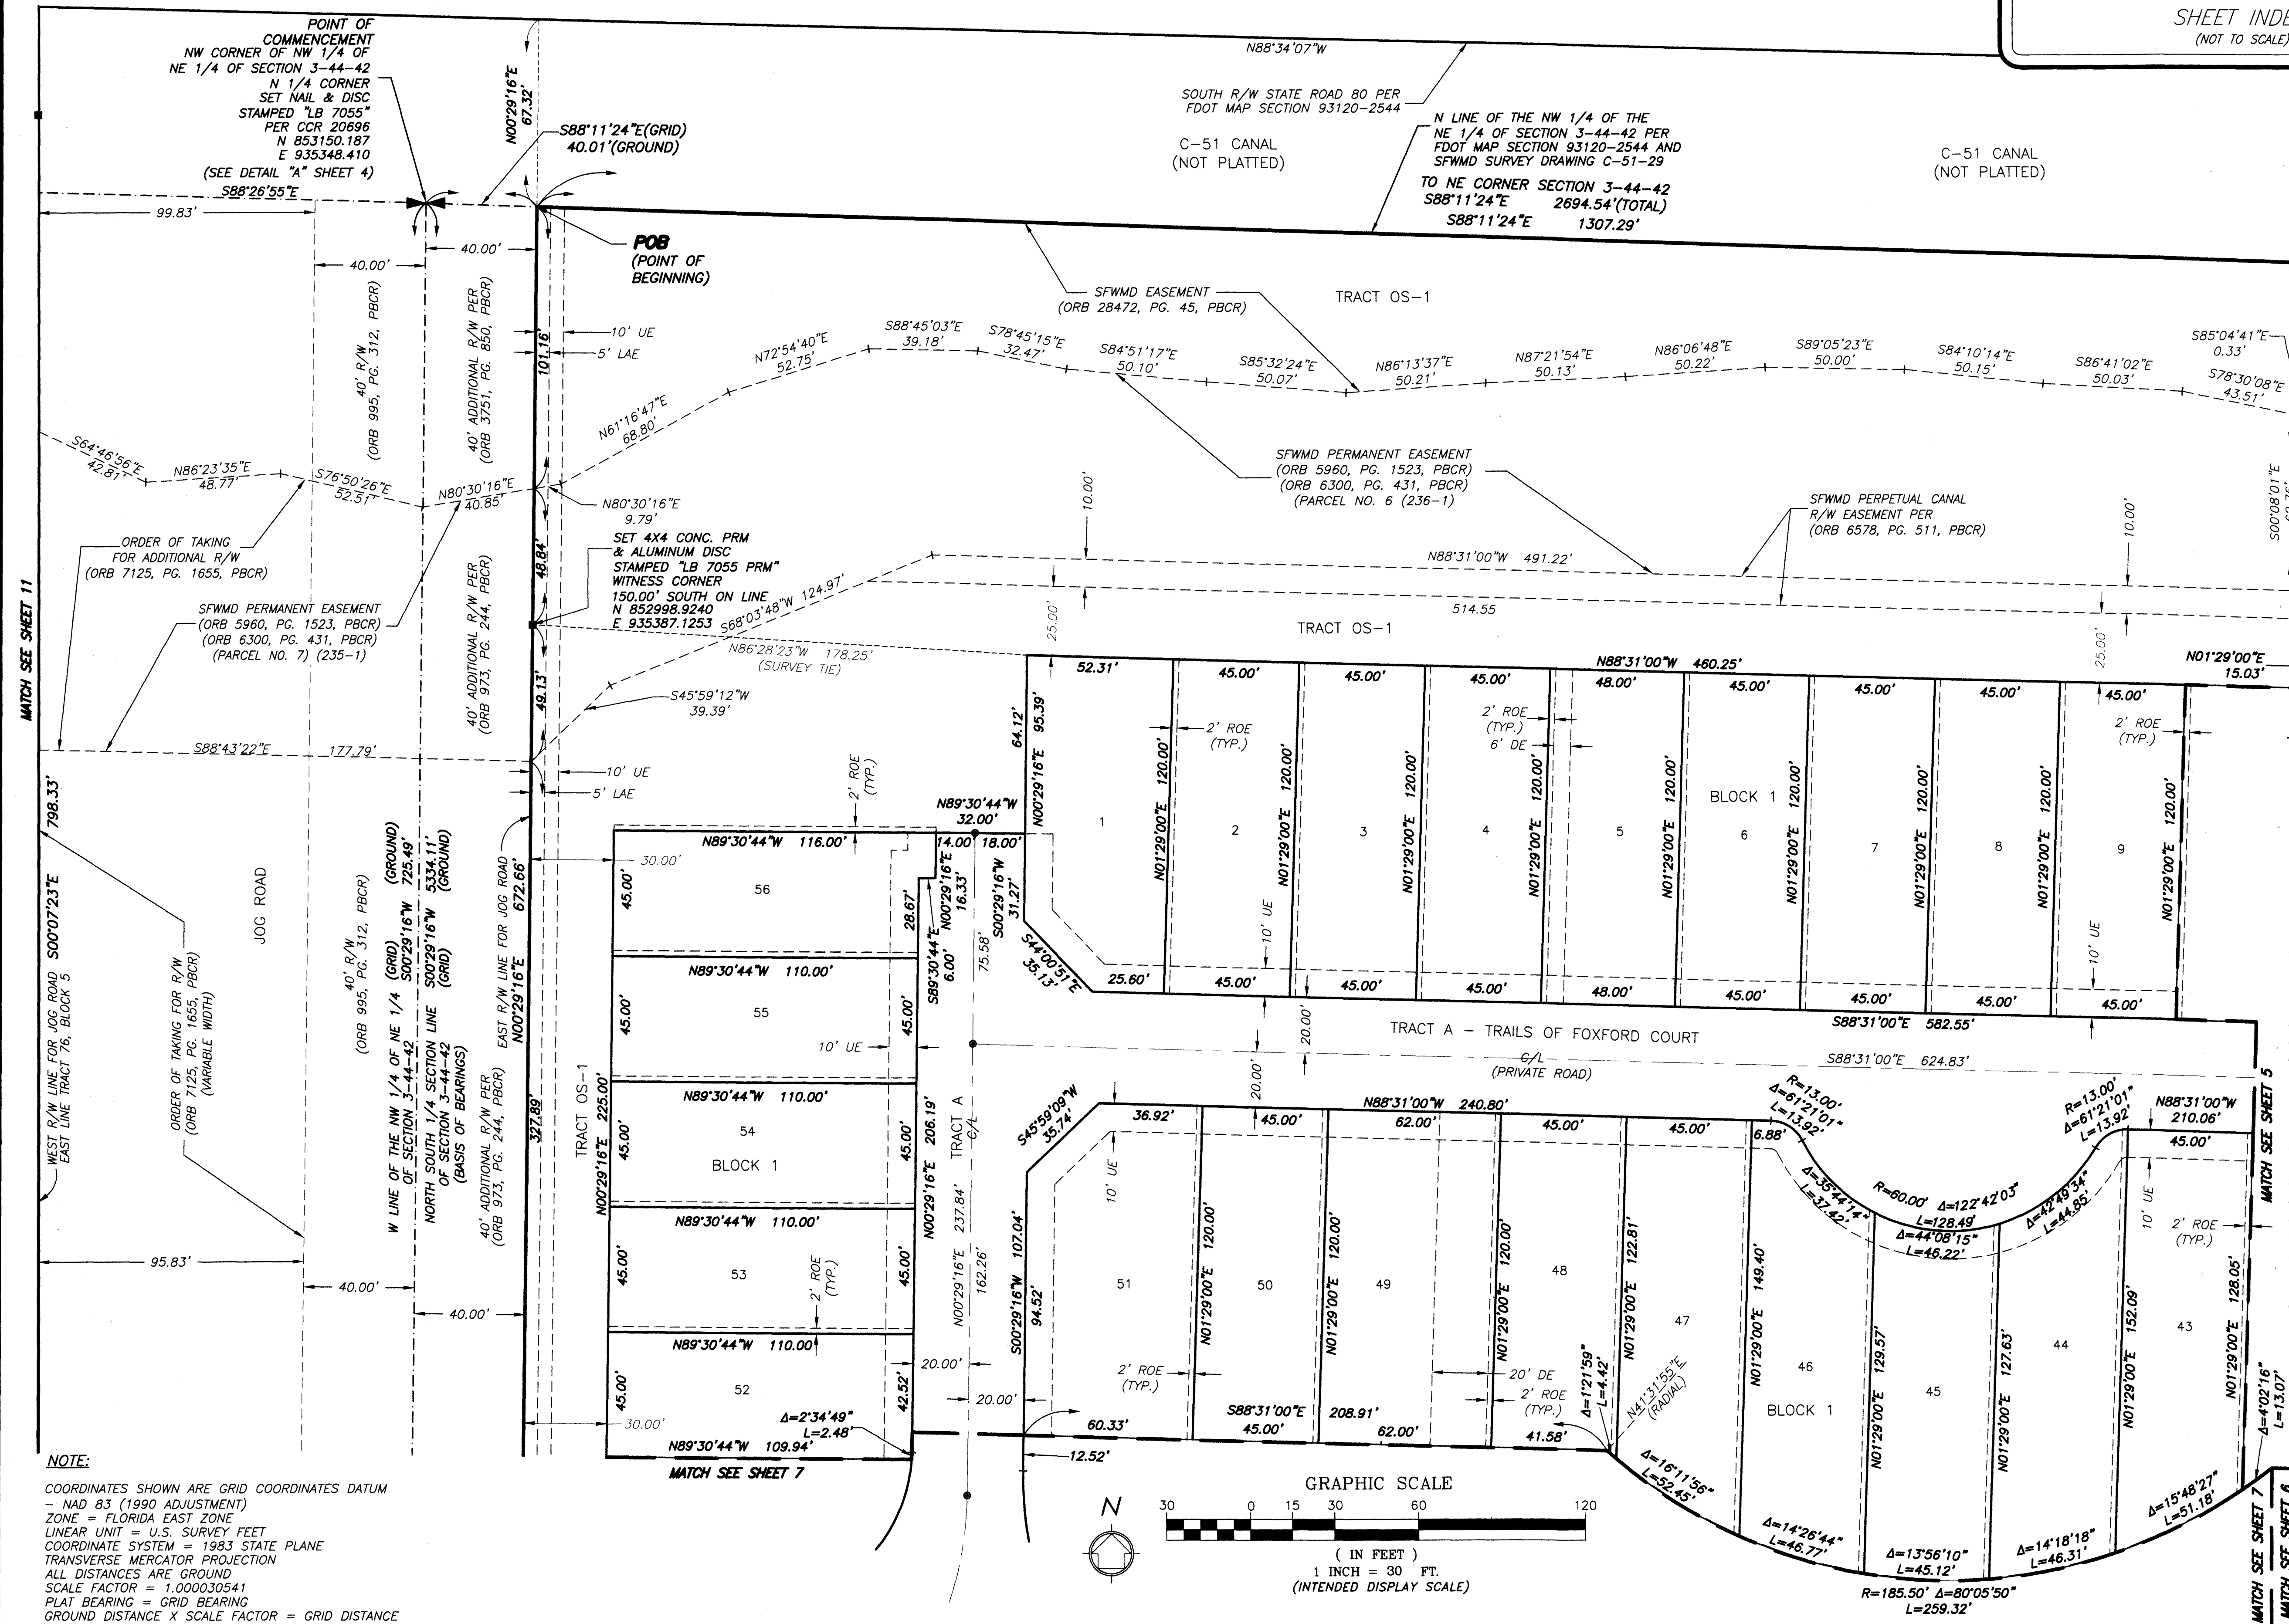 SHEET INDE
(NOT TO SCALE)
POINT OF
COMMENCEMENT
NW CORNER OF NW 1/4 OF
NE 1/4 OF SECTION 3-44-42
N 1/4 CORNER
SET NAIL & DISC
STAMPED "LB 7055"
PER CCR 20696
N 853150.187
E 935348.410
(SEE DETAIL "A" SHEET 4)
S88°26'55"E
99.83'
N00°29'16"E
67.32'
S88°11'24"E(GRID)
40.01'(GROUND)
N88°34'07"W
SOUTH R/W STATE ROAD 80 PER
FDOT MAP SECTION 93120-2544
C-51 CANAL
(NOT PLATTED)
N LINE OF THE NW 1/4 OF THE
NE 1/4 OF SECTION 3-44-42 PER
FDOT MAP SECTION 93120-2544 AND
SFWMD SURVEY DRAWING C-51-29
TO NE CORNER SECTION 3-44-42
S88°11'24"E 2694.54'(TOTAL)
S88°11'24"E 1307.29'
C-51 CANAL
(NOT PLATTED)
40.00'
40.00'
POB
(POINT OF
BEGINNING)
40' R/W
(ORB 995, PG. 312, PBCR)
40' ADDITIONAL R/W PER
(ORB 3751, PG. 850, PBCR)
101.16'
10' UE
5' LAE
SFWMD EASEMENT
(ORB 28472, PG. 45, PBCR)
TRACT OS-1
N61°16'47"E
68.80'
N72°54'40"E
52.75'
S88°45'03"E
39.18'
S78°45'15"E
32.47'
S84°51'17"E
50.10'
S85°32'24"E
50.07'
N86°13'37"E
50.21'
N87°21'54"E
50.13'
N86°06'48"E
50.22'
S89°05'23"E
50.00'
S84°10'14"E
50.15'
S86°41'02"E
50.03'
S85°04'41"E
0.33'
S78°30'08"E
43.51'
S64°46'56"E
42.81'
N86°23'35"E
48.77'
S76°50'26"E
52.51'
N80°30'16"E
40.85'
N80°30'16"E
9.79'
ORDER OF TAKING
FOR ADDITIONAL R/W
(ORB 7125, PG. 1655, PBCR)
SFWMD PERMANENT EASEMENT
(ORB 5960, PG. 1523, PBCR)
(ORB 6300, PG. 431, PBCR)
(PARCEL NO. 7) (235-1)
MATCH SEE SHEET 11
SET 4X4 CONC. PRM
& ALUMINUM DISC
STAMPED "LB 7055 PRM"
WITNESS CORNER
150.00' SOUTH ON LINE
N 852998.9240
E 935387.1253
48.84'
40' ADDITIONAL R/W PER
(ORB 973, PG. 244, PBCR)
49.13'
S68°03'48"W 124.97'
N86°28'23"W 178.25'
(SURVEY TIE)
S45°59'12"W
39.39'
SFWMD PERMANENT EASEMENT
(ORB 5960, PG. 1523, PBCR)
(ORB 6300, PG. 431, PBCR)
(PARCEL NO. 6 (236-1)
SFWMD PERPETUAL CANAL
R/W EASEMENT PER
(ORB 6578, PG. 511, PBCR)
10.00'
10.00'
S00°08'01"E
N88°31'00"W 491.22'
514.55
25.00'
25.00'
TRACT OS-1
N88°31'00"W 460.25'
N01°29'00"E
15.03'
S88°43'22"E 177.79'
10' UE
5' LAE
52.31'
45.00'
45.00'
45.00'
48.00'
45.00'
45.00'
45.00'
45.00'
2' ROE
(TYP.)
2' ROE
(TYP.)
6' DE
2' ROE
(TYP.)
64.12'
N00°29'16"E 95.39'
N01°29'00"E 120.00'
N01°29'00"E 120.00'
N01°29'00"E 120.00'
N01°29'00"E 120.00'
N01°29'00"E 120.00'
N01°29'00"E 120.00'
N01°29'00"E 120.00'
N01°29'00"E 120.00'
N01°29'00"E 120.00'
1
2
3
4
5
BLOCK 1
6
7
8
9
10' UE
10' UE
S44°00'51"E
35.13'
25.60'
45.00'
45.00'
45.00'
48.00'
45.00'
45.00'
45.00'
45.00'
S88°31'00"E 582.55'
WEST R/W LINE FOR JOG ROAD S00°07'23"E 798.33'
EAST LINE TRACT 76, BLOCK 5
JOG ROAD
ORDER OF TAKING FOR R/W
(ORB 7125, PG. 1655, PBCR)
(VARIABLE WIDTH)
40' R/W
(ORB 995, PG. 312, PBCR)
W LINE OF THE NW 1/4 OF NE 1/4 (GRID) S00°29'16"W 725.49' (GROUND)
OF SECTION 3-44-42
NORTH SOUTH 1/4 SECTION LINE S00°29'16"W 5334.11'
OF SECTION 3-44-42 (GRID) (GROUND)
(BASIS OF BEARINGS)
40' ADDITIONAL R/W PER
(ORB 973, PG. 244, PBCR)
EAST R/W LINE FOR JOG ROAD
N00°29'16"E 672.66'
327.89'
95.83'
40.00'
40.00'
30.00'
30.00'
TRACT OS-1
N00°29'16"E 225.00'
2' ROE
(TYP.)
N89°30'44"W
32.00'
14.00' 18.00'
N89°30'44"W 116.00'
45.00'
56
28.67'
N00°29'16"E
16.33'
S89°30'44"E
6.00'
S00°29'16"W
31.27'
75.58'
N89°30'44"W 110.00'
45.00'
55
45.00'
10' UE
N89°30'44"W 110.00'
45.00'
54
45.00'
BLOCK 1
N89°30'44"W 110.00'
45.00'
53
45.00'
2' ROE
(TYP.)
N89°30'44"W 110.00'
45.00'
52
42.52'
Δ=2°34'49"
L=2.48'
N89°30'44"W 109.94'
MATCH SEE SHEET 7
N00°29'16"E 206.19'
TRACT A
C/L
N00°29'16"E 237.84'
162.26'
20.00'
20.00'
S00°29'16"W 107.04'
94.52'
12.52'
20.00'
20.00'
TRACT A - TRAILS OF FOXFORD COURT
C/L
(PRIVATE ROAD)
S88°31'00"E 624.83'
S45°59'09"W
35.74'
36.92'
45.00'
N88°31'00"W 240.80'
62.00'
45.00'
45.00'
6.88'
R=13.00'
Δ=61°21'01"
L=13.92'
R=13.00'
Δ=61°21'01"
L=13.92'
N88°31'00"W
210.06'
45.00'
MATCH SEE SHEET 5
Δ=35°44'14"
L=37.42'
R=60.00' Δ=122°42'03"
L=128.49'
Δ=44°08'15"
L=46.22'
Δ=42°49'34"
L=44.85'
10' UE
10' UE
2' ROE
(TYP.)
51
N01°29'00"E 120.00'
50
N01°29'00"E 120.00'
49
N01°29'00"E 120.00'
48
N01°29'00"E 122.81'
47
N01°29'00"E 149.40'
46
N01°29'00"E 129.57'
45
N01°29'00"E 127.63'
44
N01°29'00"E 152.09'
43
N01°29'00"E 128.05'
BLOCK 1
2' ROE
(TYP.)
20' DE
2' ROE
(TYP.)
60.33'
S88°31'00"E 208.91'
45.00'
62.00'
41.58'
Δ=1°21'59"
L=4.42'
N41°31'55"E
(RADIAL)
Δ=16°11'56"
L=52.45'
Δ=14°26'44"
L=46.77'
Δ=13°56'10"
L=45.12'
Δ=14°18'18"
L=46.31'
Δ=15°48'27"
L=51.18'
Δ=4°02'16"
L=13.07'
R=185.50' Δ=80°05'50"
L=259.32'
MATCH SEE SHEET 7
MATCH SEE SHEET 6
NOTE:
COORDINATES SHOWN ARE GRID COORDINATES DATUM
- NAD 83 (1990 ADJUSTMENT)
ZONE = FLORIDA EAST ZONE
LINEAR UNIT = U.S. SURVEY FEET
COORDINATE SYSTEM = 1983 STATE PLANE
TRANSVERSE MERCATOR PROJECTION
ALL DISTANCES ARE GROUND
SCALE FACTOR = 1.000030541
PLAT BEARING = GRID BEARING
GROUND DISTANCE X SCALE FACTOR = GRID DISTANCE
N
GRAPHIC SCALE
30 0 15 30 60 120
( IN FEET )
1 INCH = 30 FT.
(INTENDED DISPLAY SCALE)